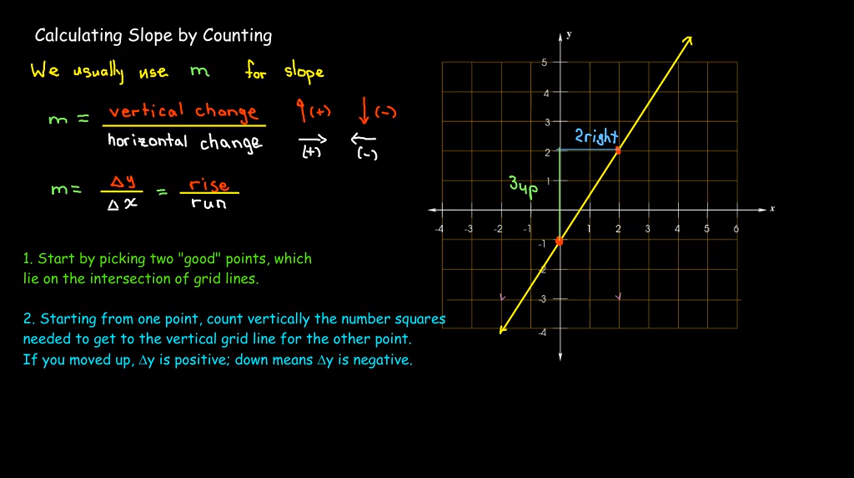 Calculating Slope by Counting
We usually use m for slope
m = vertical change / horizontal change ↑(+) ↓(-) → (+) ← (-)
m = Δy / Δx = rise / run
1. Start by picking two "good" points, which
lie on the intersection of grid lines.
2. Starting from one point, count vertically the number squares
needed to get to the vertical grid line for the other point.
If you moved up, Δy is positive; down means Δy is negative.
y
5
4
3
2right
2
3up
1
x
-4 -3 -2 -1 1 2 3 4 5 6
-1
-2
-3
-4